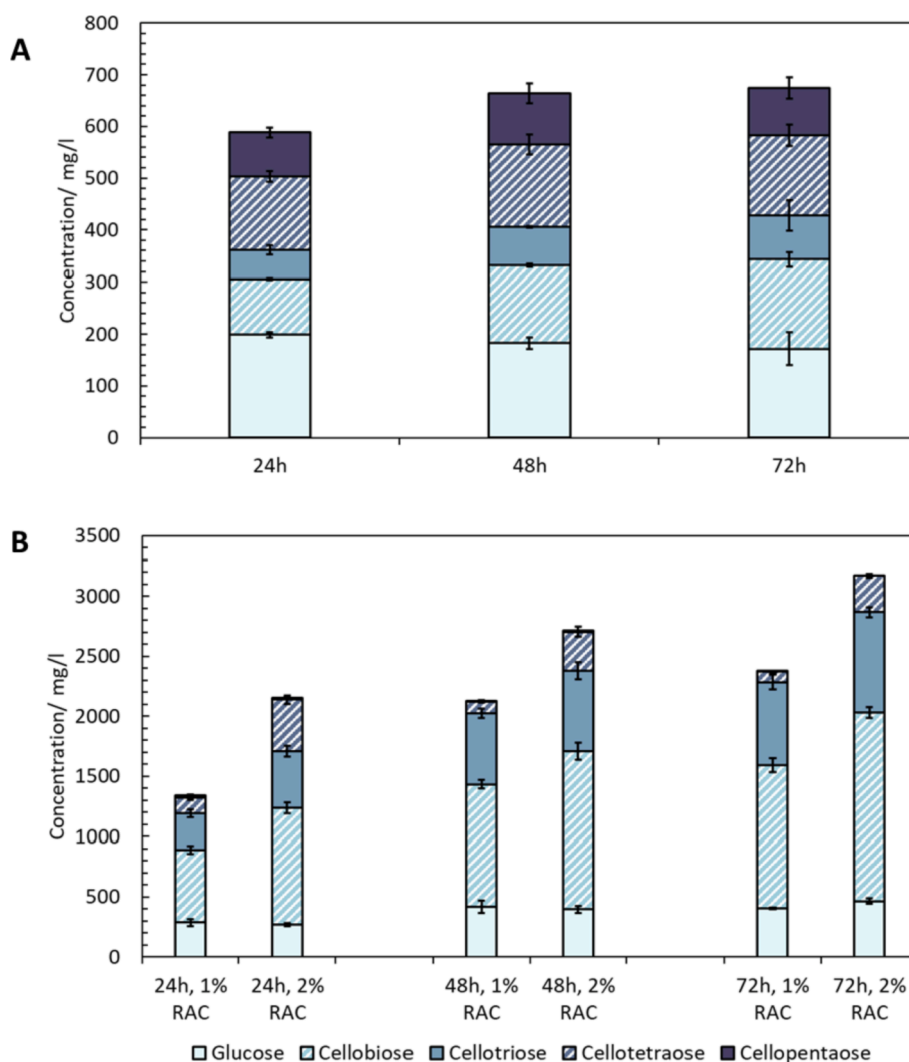 A
Concentration/ mg/l
800
700
600
500
400
300
200
100
0
24h
48h
72h
B
Concentration/ mg/l
3500
3000
2500
2000
1500
1000
500
0
24h, 1% RAC
24h, 2% RAC
48h, 1% RAC
48h, 2% RAC
72h, 1% RAC
72h, 2% RAC
Glucose
Cellobiose
Cellotriose
Cellotetraose
Cellopentaose